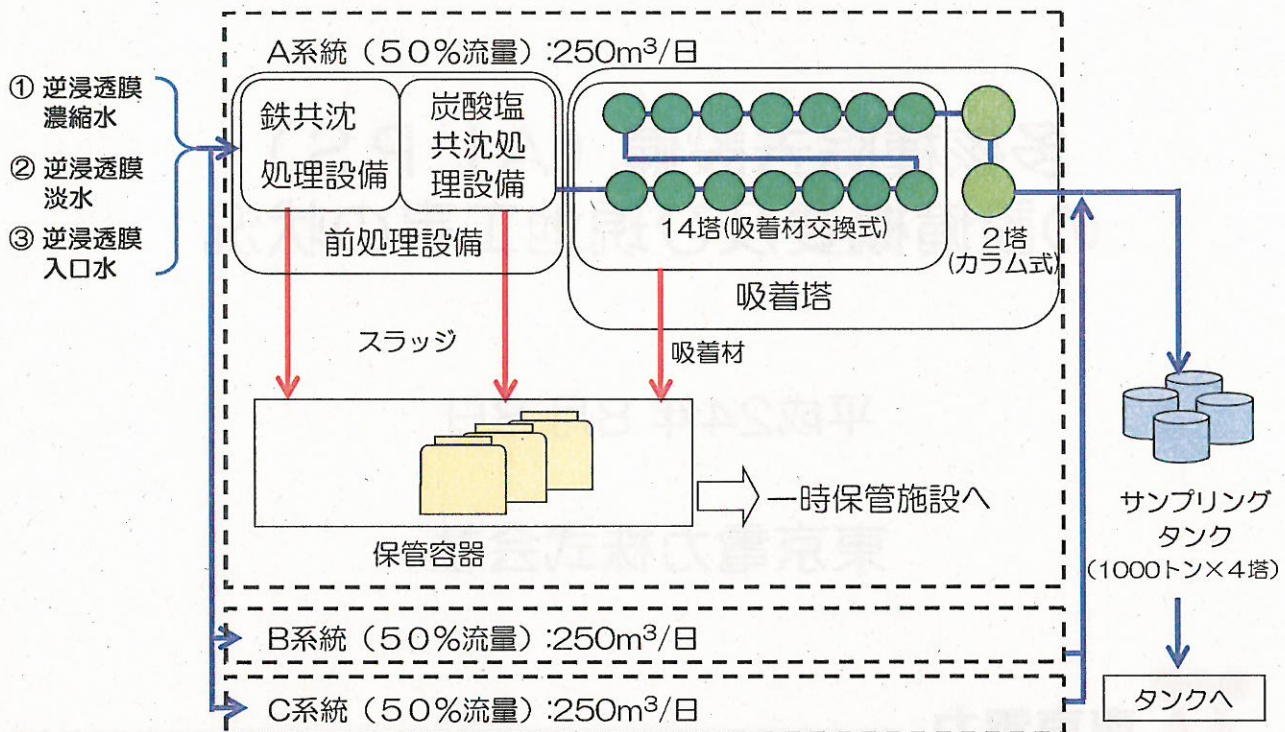 A系統（50%流量）:250m³/日
① 逆浸透膜
濃縮水
② 逆浸透膜
淡水
③ 逆浸透膜
入口水
鉄共沈
処理設備
炭酸塩
共沈処
理設備
前処理設備
14塔(吸着材交換式)
2塔
(カラム式)
吸着塔
スラッジ
吸着材
保管容器
一時保管施設へ
サンプリング
タンク
(1000トン×4塔)
タンクへ
B系統（50%流量）:250m³/日
C系統（50%流量）:250m³/日